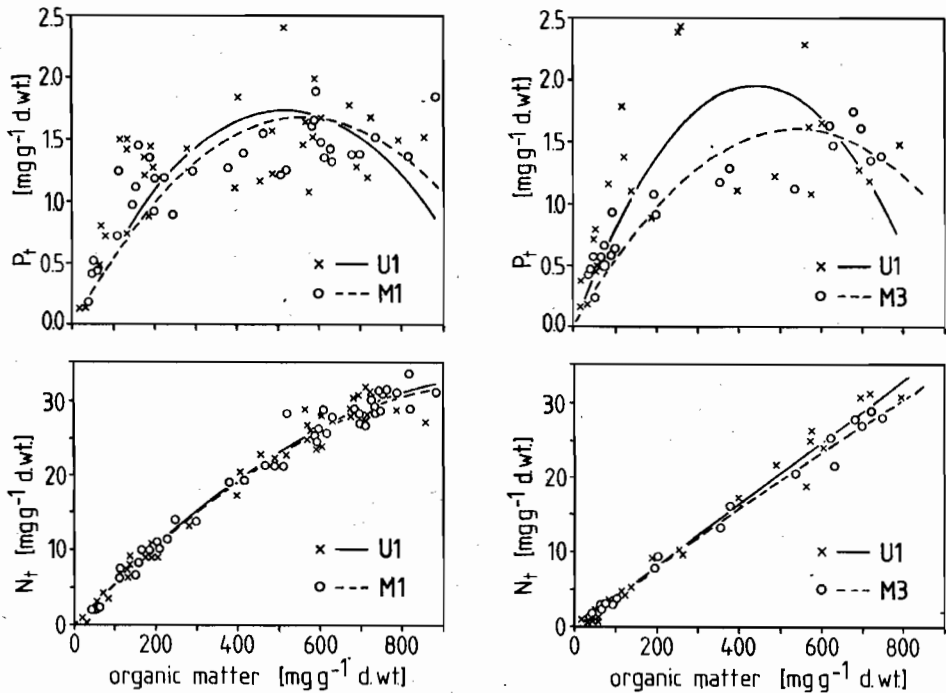 2.5
2.0
1.5
1.0
0.5
0.0
P_t [mg g⁻¹ d.wt.]
× — U1
o --- M1
2.5
2.0
1.5
1.0
0.5
0.0
P_t [mg g⁻¹ d.wt.]
× — U1
o --- M3
30
20
10
0
N_t [mg g⁻¹ d.wt.]
× — U1
o --- M1
0 200 400 600 800
organic matter [mg g⁻¹ d.wt.]
30
20
10
0
N_t [mg g⁻¹ d.wt.]
× — U1
o --- M3
0 200 400 600 800
organic matter [mg g⁻¹ d.wt.]